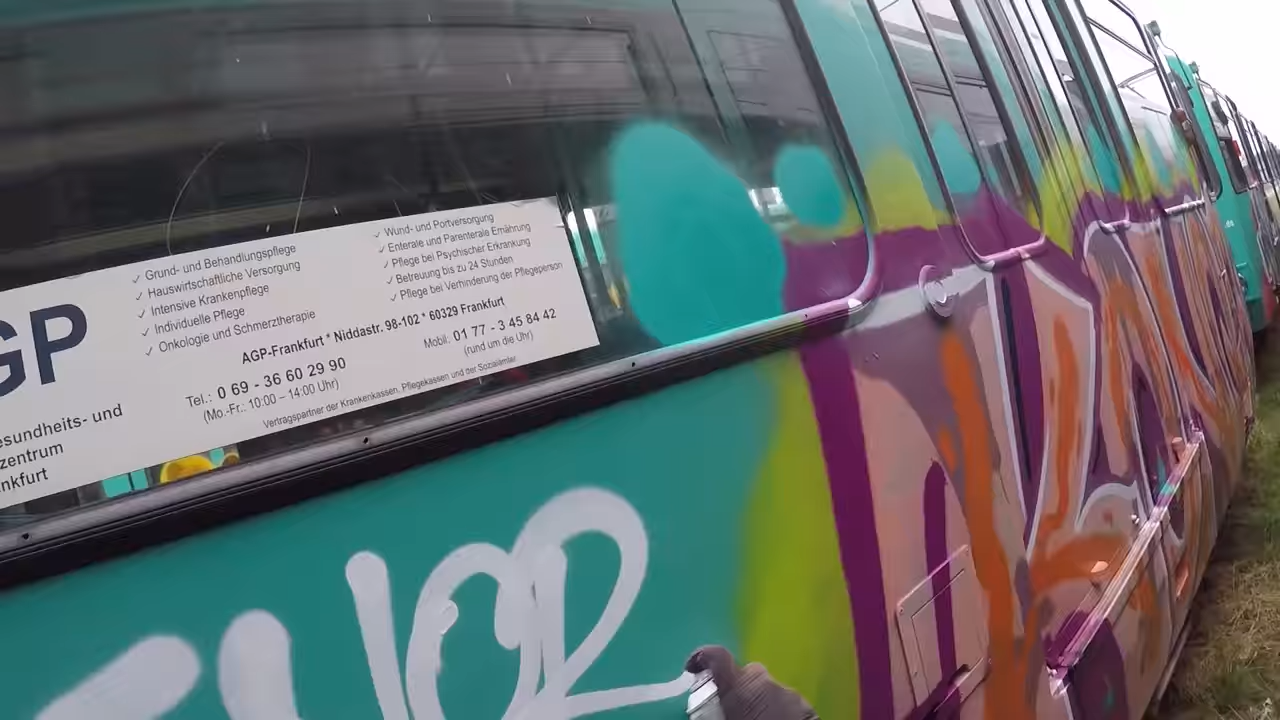 GP
✓ Grund- und Behandlungspflege
✓ Hauswirtschaftliche Versorgung
✓ Intensive Krankenpflege
✓ Individuelle Pflege
✓ Onkologie und Schmerztherapie
✓ Wund- und Portversorgung
✓ Enterale und Parenterale Ernährung
✓ Pflege bei Psychischer Erkrankung
✓ Betreuung bis zu 24 Stunden
✓ Pflege bei Verhinderung der Pflegeperson
AGP-Frankfurt * Niddastr. 98-102 * 60329 Frankfurt
Tel.: 0 69 - 36 60 29 90
(Mo.-Fr.: 10:00 – 14:00 Uhr)
Mobil. 01 77 - 3 45 84 42
(rund um die Uhr)
Vertragspartner der Krankenkassen, Pflegekassen und der Sozialämter
esundheits- und
zentrum
nkfurt